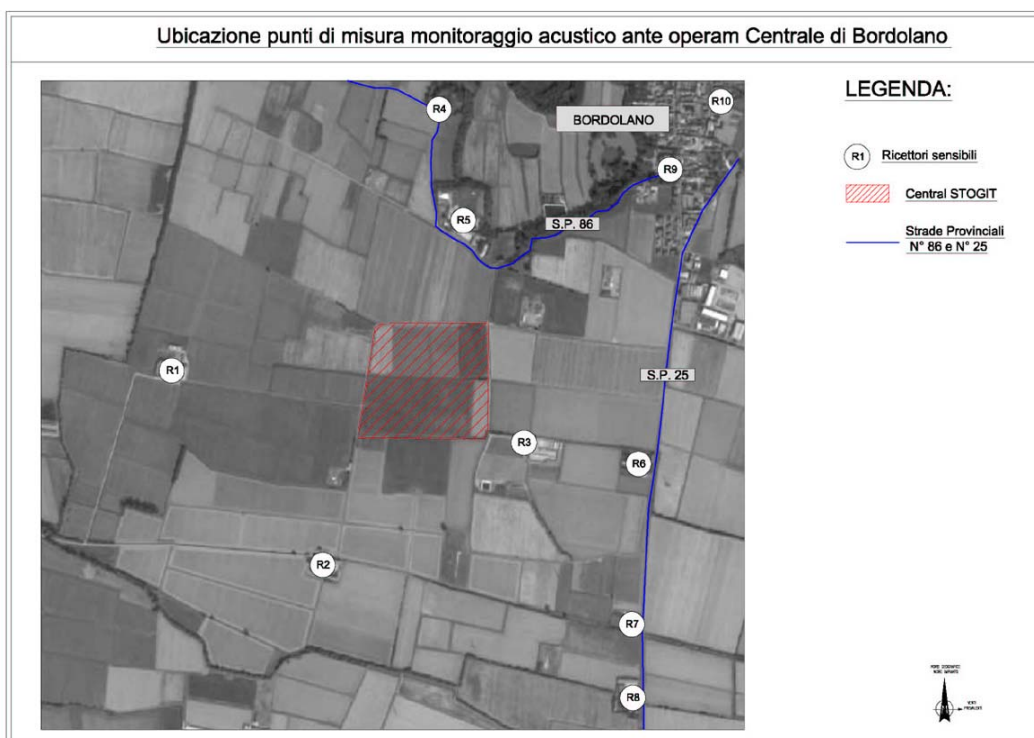 Ubicazione punti di misura monitoraggio acustico ante operam Centrale di Bordolano
LEGENDA:
R1 Ricettori sensibili
Central STOGIT
Strade Provinciali
N° 86 e N° 25
R4
BORDOLANO
R10
R9
R5
S.P. 86
R1
S.P. 25
R3
R6
R2
R7
R8